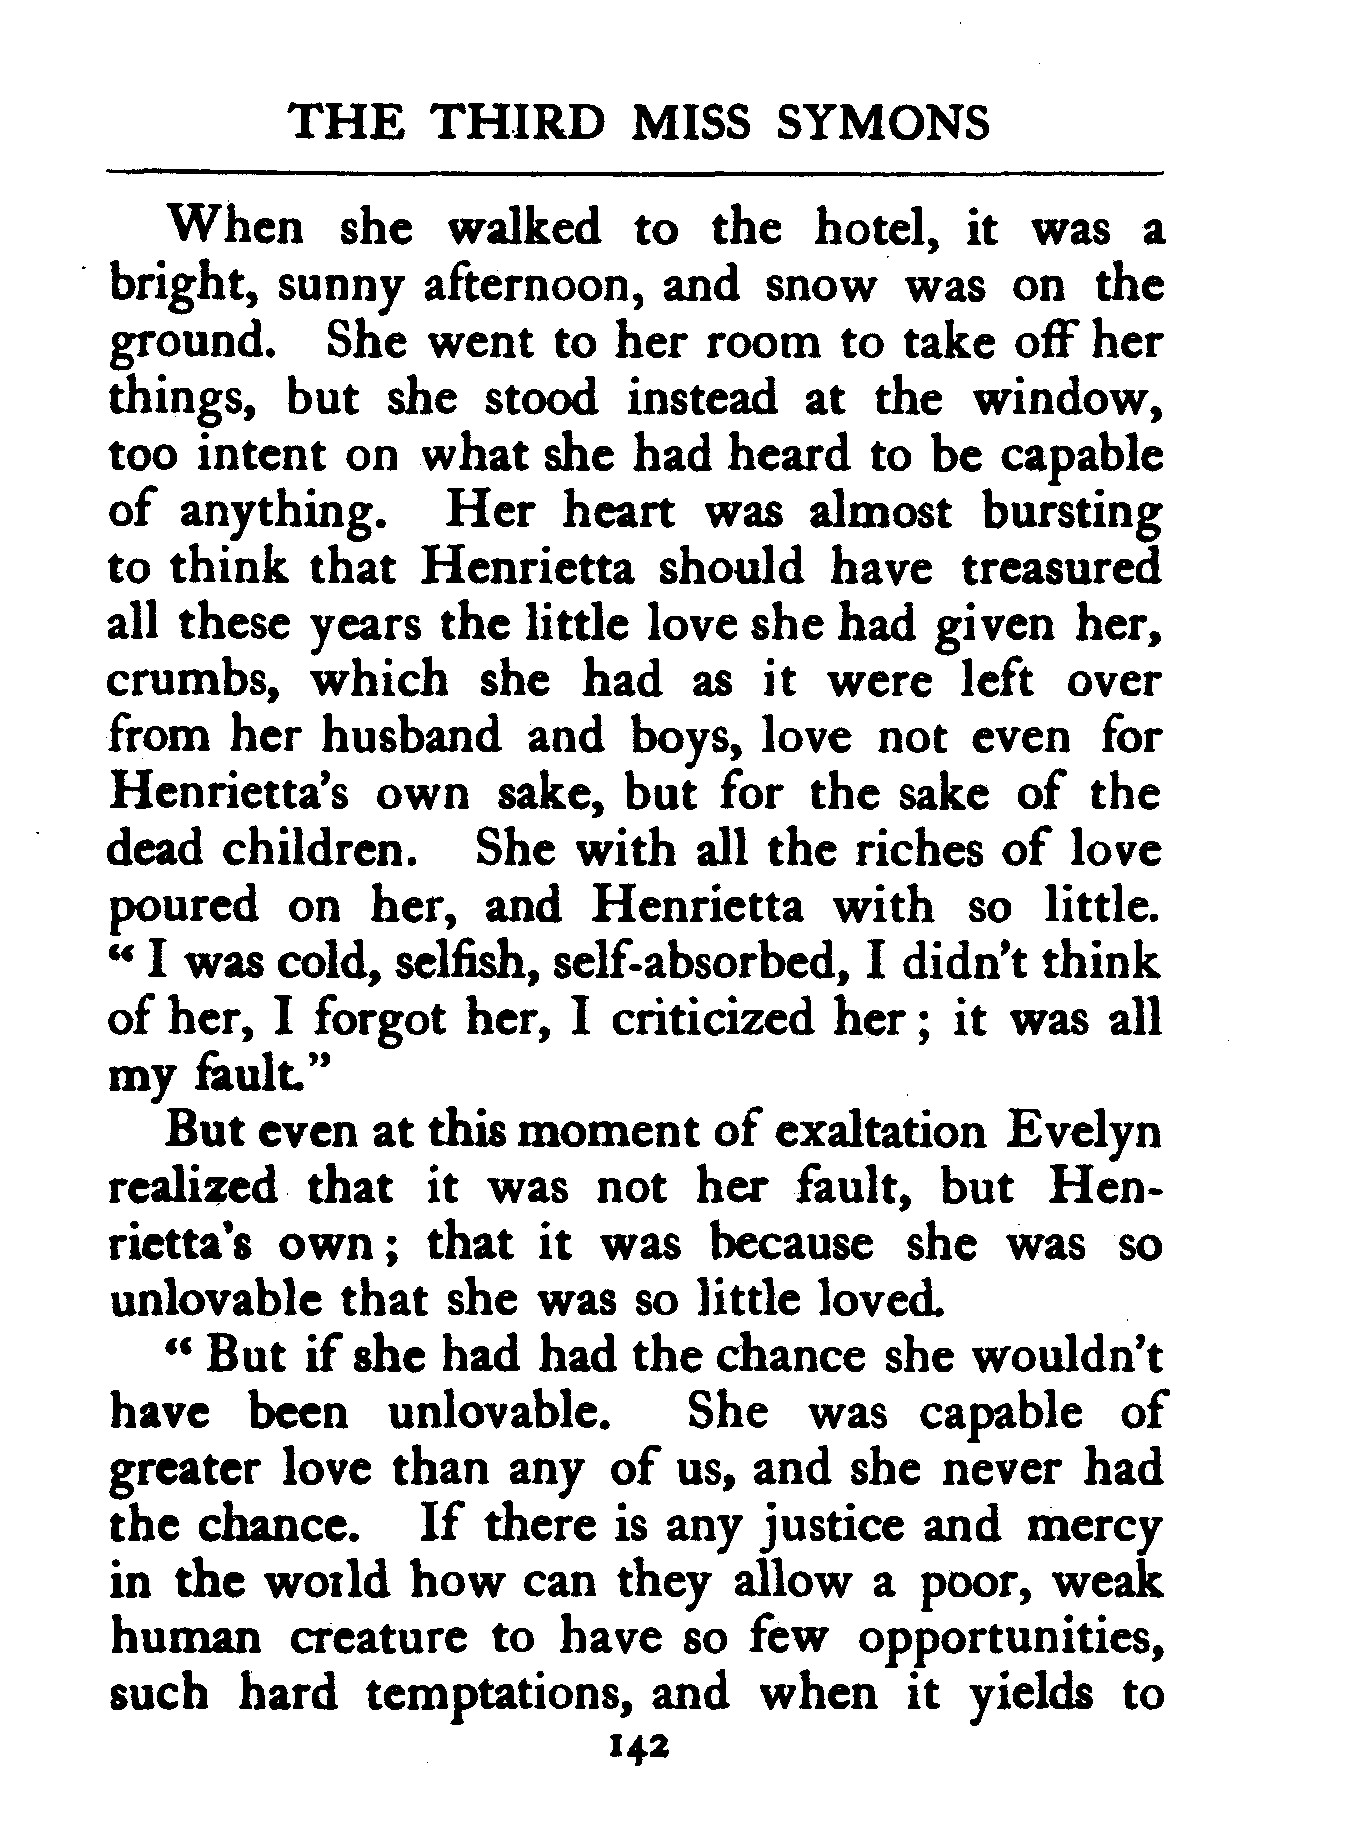 THE THIRD MISS SYMONS
When she walked to the hotel, it was a
bright, sunny afternoon, and snow was on the
ground. She went to her room to take off her
things, but she stood instead at the window,
too intent on what she had heard to be capable
of anything. Her heart was almost bursting
to think that Henrietta should have treasured
all these years the little love she had given her,
crumbs, which she had as it were left over
from her husband and boys, love not even for
Henrietta's own sake, but for the sake of the
dead children. She with all the riches of love
poured on her, and Henrietta with so little.
“ I was cold, selfish, self-absorbed, I didn't think
of her, I forgot her, I criticized her ; it was all
my fault.”
But even at this moment of exaltation Evelyn
realized that it was not her fault, but Hen-
rietta's own ; that it was because she was so
unlovable that she was so little loved.
“ But if she had had the chance she wouldn't
have been unlovable. She was capable of
greater love than any of us, and she never had
the chance. If there is any justice and mercy
in the world how can they allow a poor, weak
human creature to have so few opportunities,
such hard temptations, and when it yields to
142